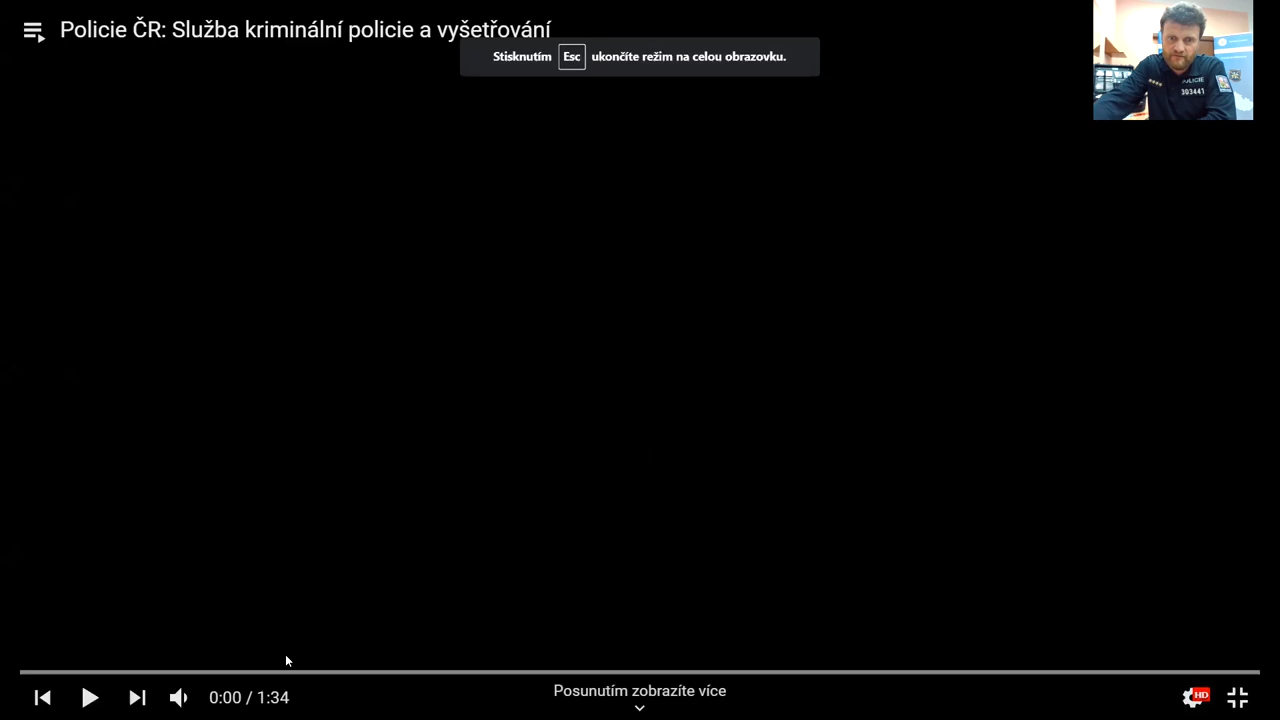 Policie ČR: Služba kriminální policie a vyšetřování
Stisknutím Esc ukončíte režim na celou obrazovku.
POLICIE
303441
0:00 / 1:34
Posunutím zobrazíte více
HD